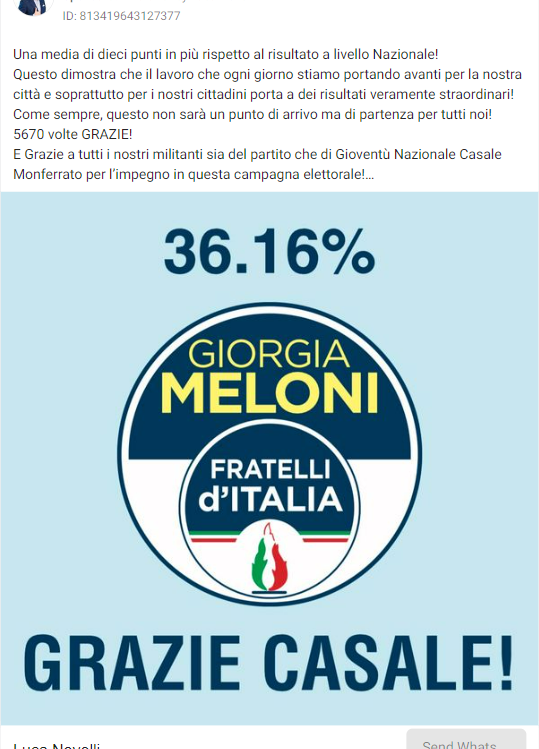 ID: 813419643127377
Una media di dieci punti in più rispetto al risultato a livello Nazionale!
Questo dimostra che il lavoro che ogni giorno stiamo portando avanti per la nostra
città e soprattutto per i nostri cittadini porta a dei risultati veramente straordinari!
Come sempre, questo non sarà un punto di arrivo ma di partenza per tutti noi!
5670 volte GRAZIE!
E Grazie a tutti i nostri militanti sia del partito che di Gioventù Nazionale Casale
Monferrato per l’impegno in questa campagna elettorale!...
36.16%
GIORGIA
MELONI
FRATELLI
d'ITALIA
GRAZIE CASALE!
Send Whats...